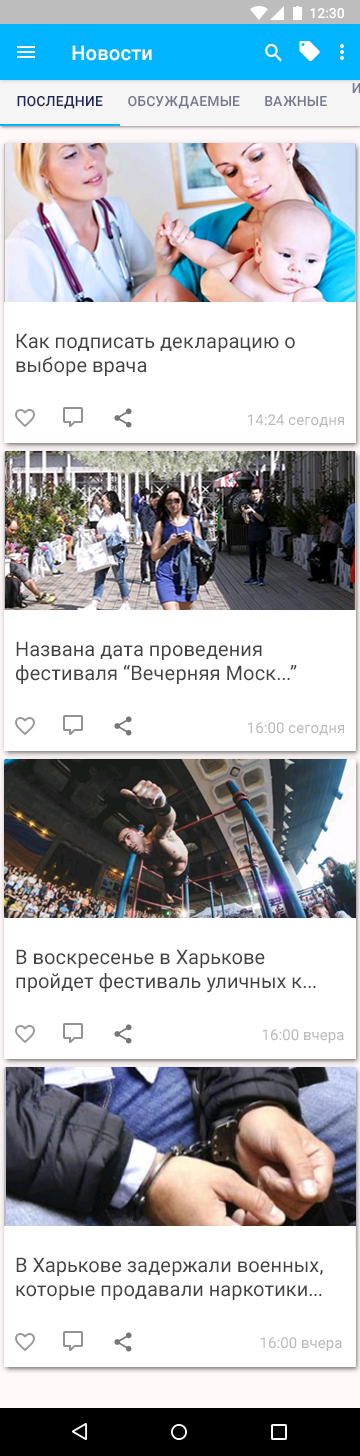 12:30
Новости
ПОСЛЕДНИЕ ОБСУЖДАЕМЫЕ ВАЖНЫЕ
Как подписать декларацию о
выборе врача
14:24 сегодня
Названа дата проведения
фестиваля “Вечерняя Моск...”
16:00 сегодня
В воскресенье в Харькове
пройдет фестиваль уличных к...
16:00 вчера
В Харькове задержали военных,
которые продавали наркотики...
16:00 вчера